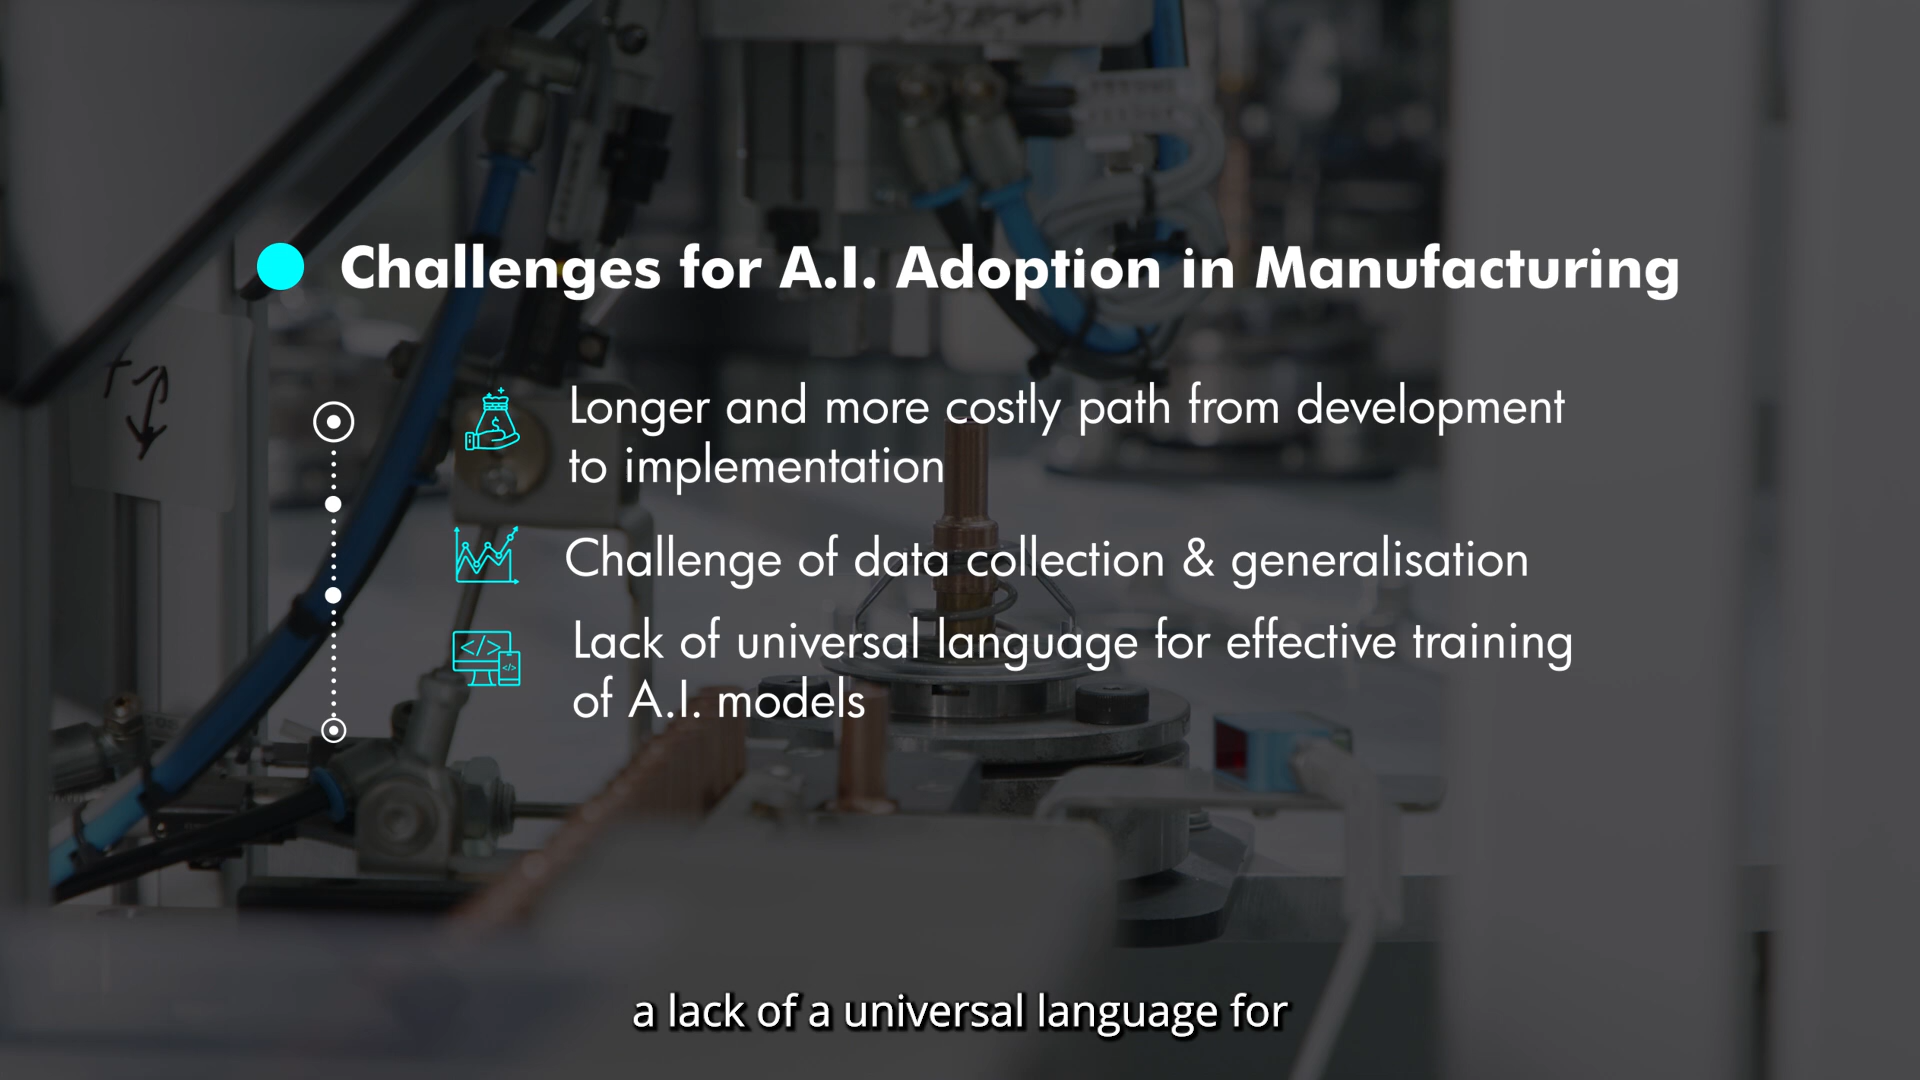 Challenges for A.I. Adoption in Manufacturing
Longer and more costly path from development
to implementation
Challenge of data collection & generalisation
Lack of universal language for effective training
of A.I. models
a lack of a universal language for